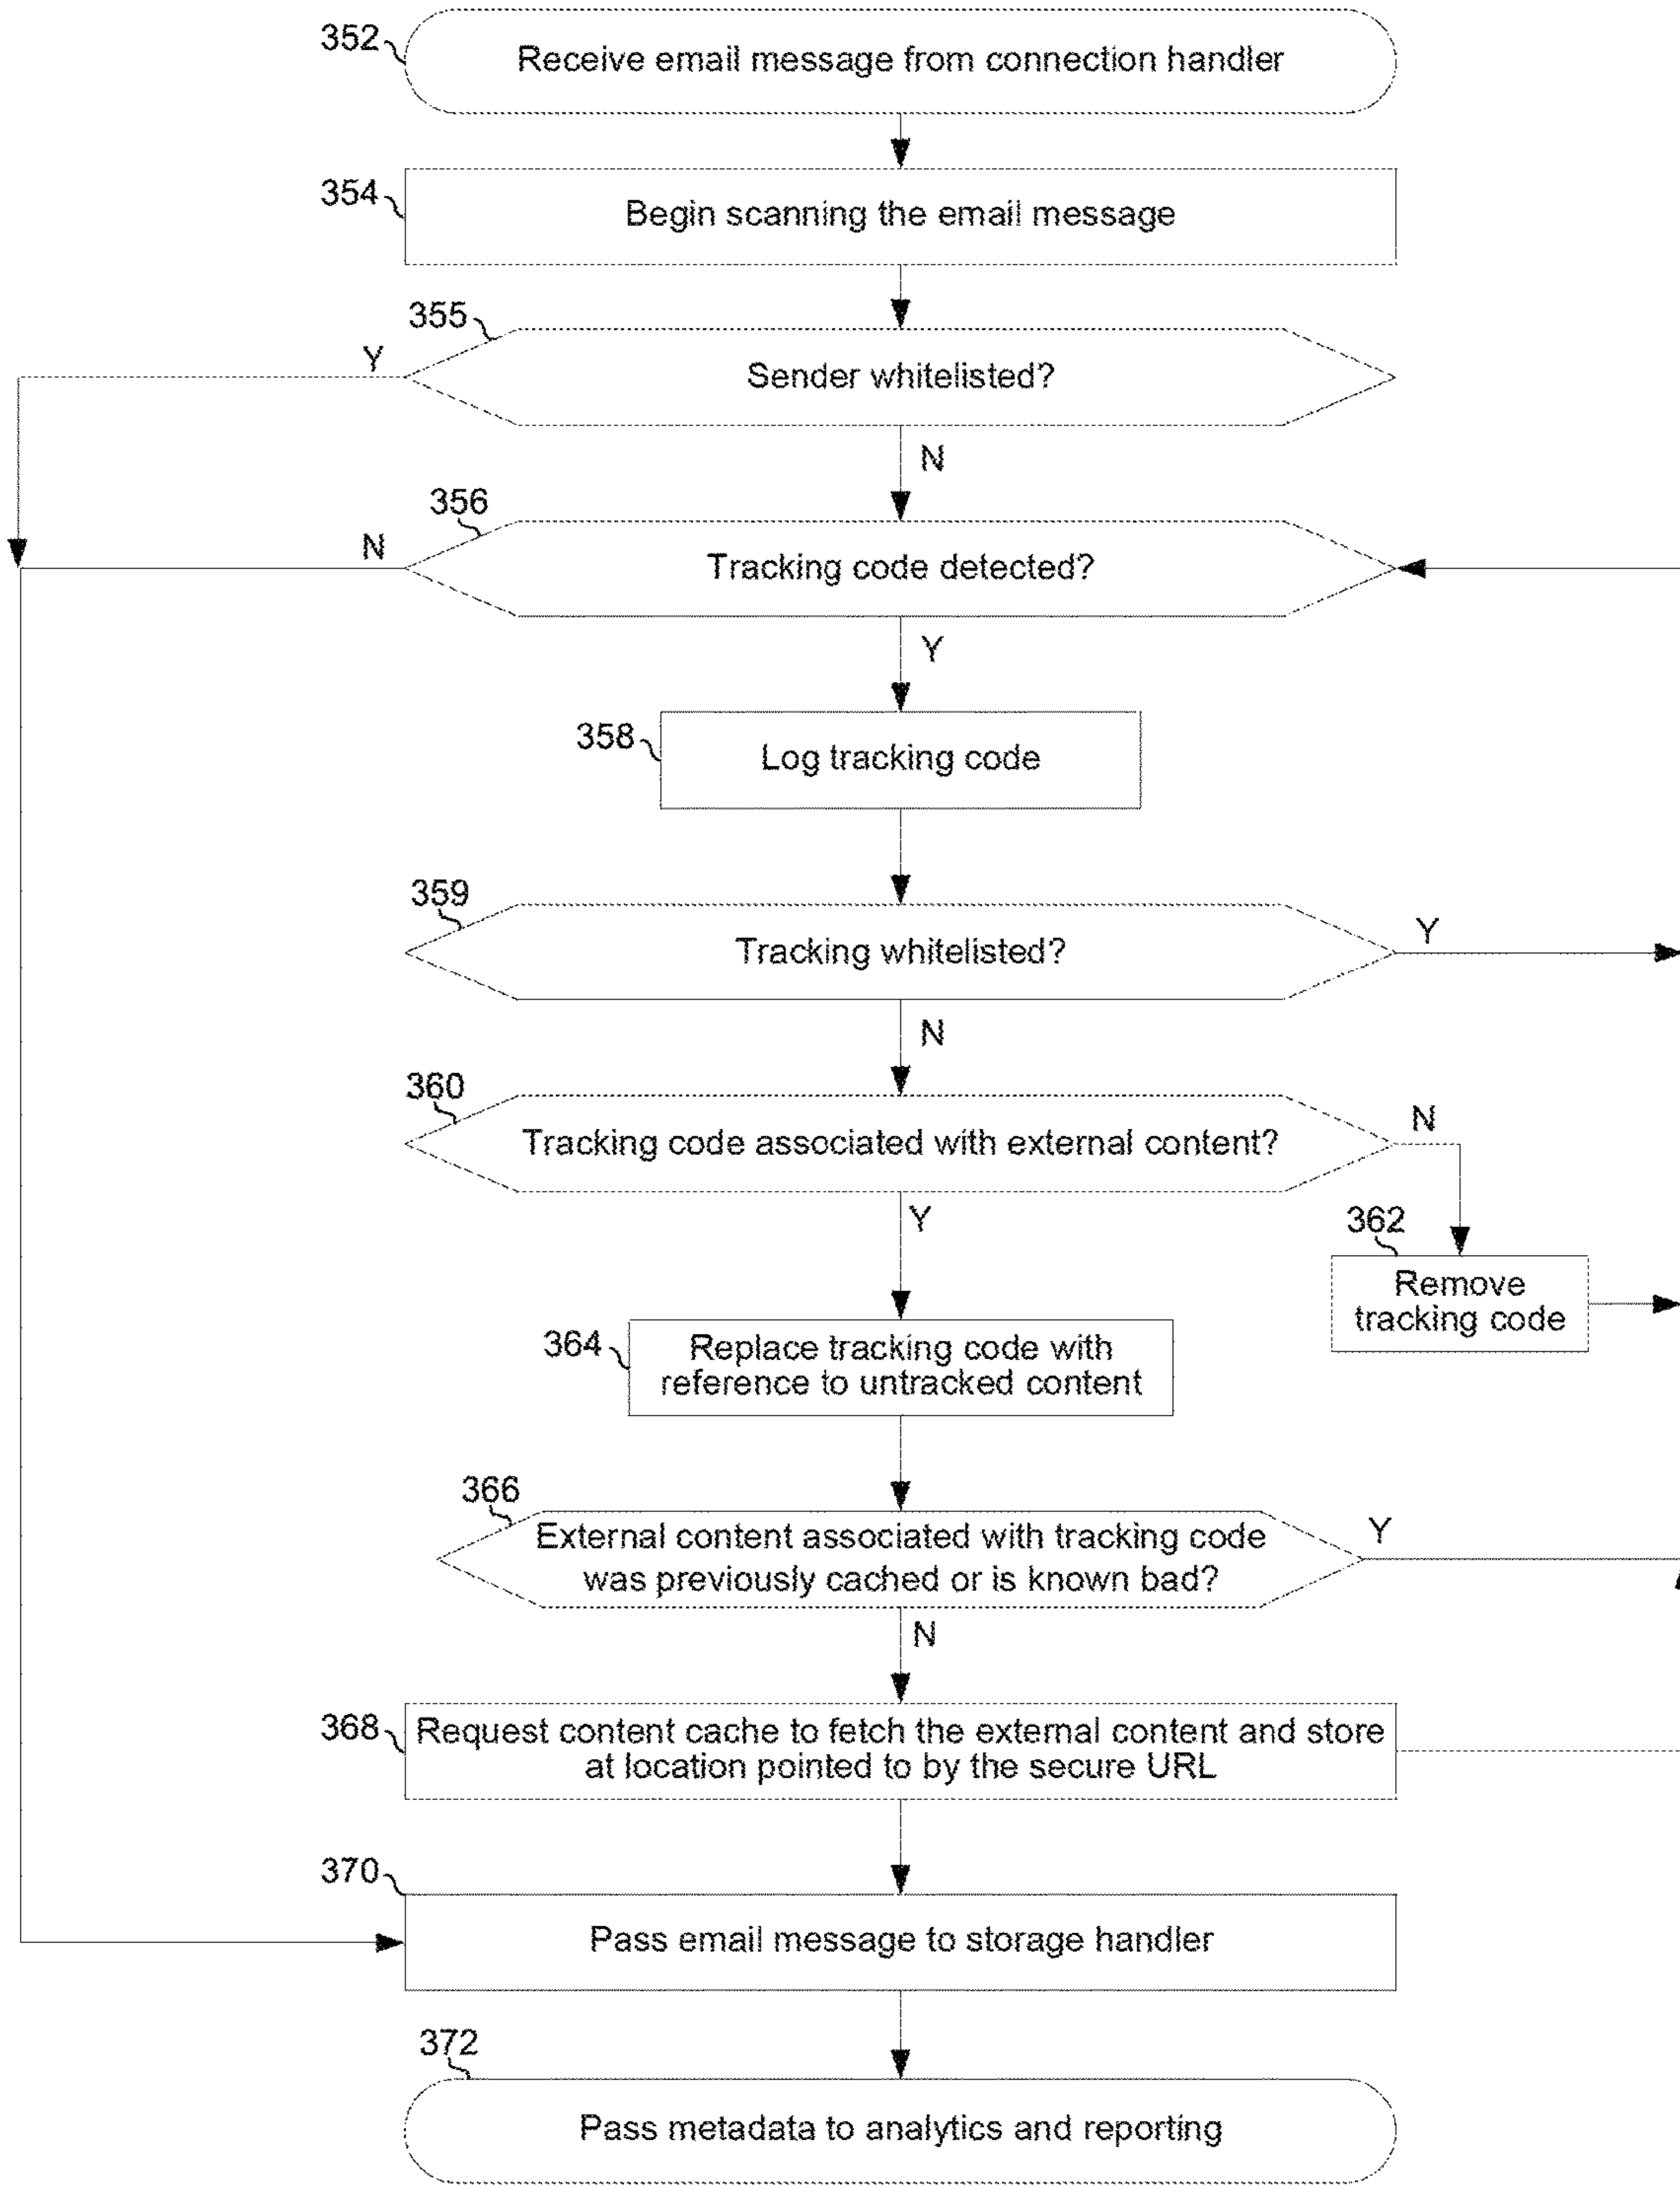 352
Receive email message from connection handler
354
Begin scanning the email message
355
Y
Sender whitelisted?
N
356
N
Tracking code detected?
Y
358
Log tracking code
359
Tracking whitelisted?
Y
N
360
Tracking code associated with external content?
N
Y
362
Remove
tracking code
364
Replace tracking code with
reference to untracked content
366
External content associated with tracking code
was previously cached or is known bad?
Y
N
368
Request content cache to fetch the external content and store
at location pointed to by the secure URL
370
Pass email message to storage handler
372
Pass metadata to analytics and reporting